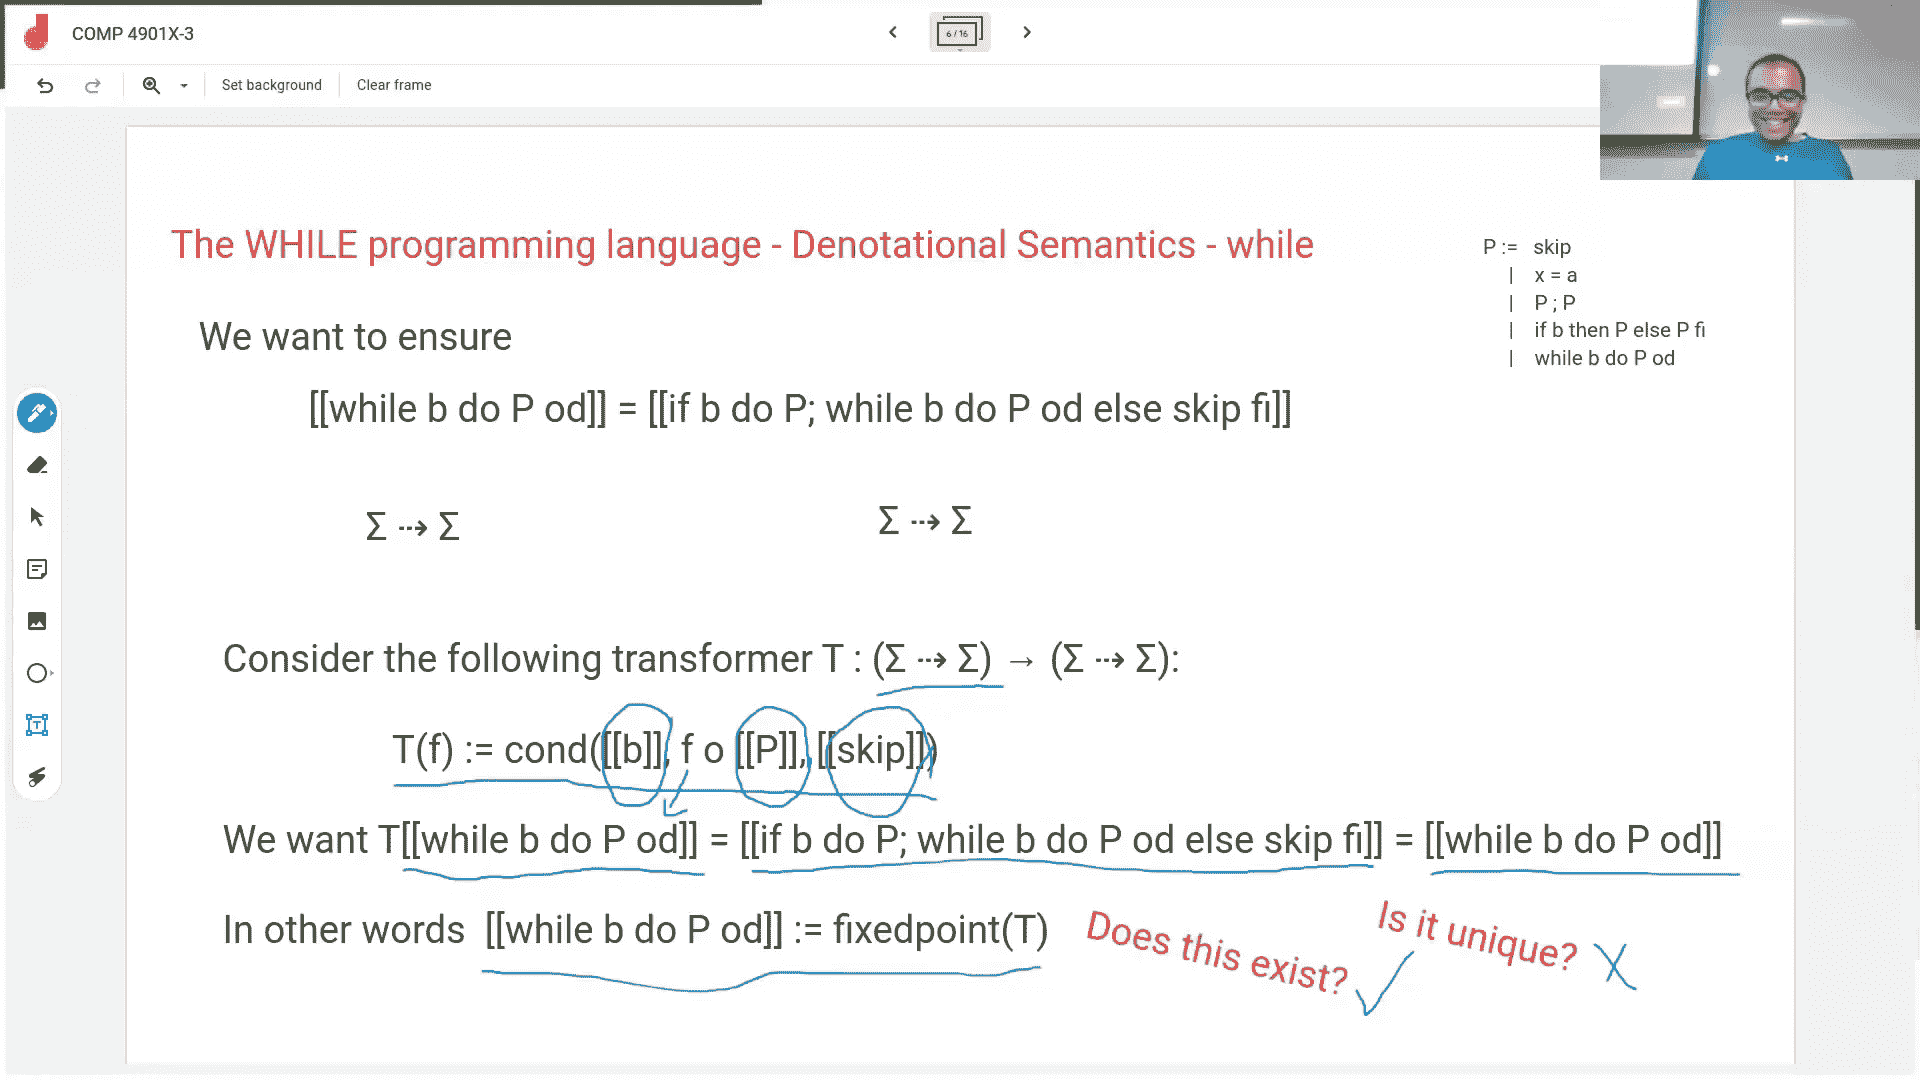 COMP 4901X-3
6 / 16
Set background
Clear frame
The WHILE programming language - Denotational Semantics - while
P := skip
| x = a
| P ; P
| if b then P else P fi
| while b do P od
We want to ensure
[[while b do P od]] = [[if b do P; while b do P od else skip fi]]
Σ ⇢ Σ
Σ ⇢ Σ
Consider the following transformer T : (Σ ⇢ Σ) → (Σ ⇢ Σ):
T(f) := cond([[b]], f o [[P]], [[skip]])
We want T[[while b do P od]] = [[if b do P; while b do P od else skip fi]] = [[while b do P od]]
In other words [[while b do P od]] := fixedpoint(T)
Does this exist? ✓
Is it unique? X